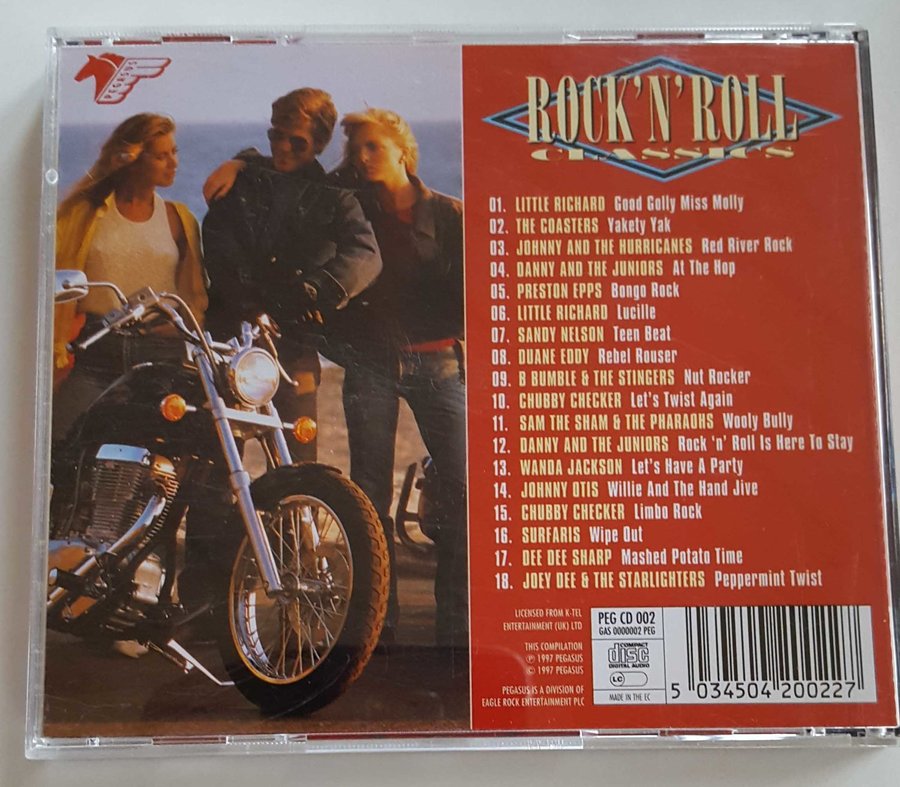 PEGASUS
ROCK'N'ROLL
CLASSICS
01. LITTLE RICHARD Good Golly Miss Molly
02. THE COASTERS Yakety Yak
03. JOHNNY AND THE HURRICANES Red River Rock
04. DANNY AND THE JUNIORS At The Hop
05. PRESTON EPPS Bongo Rock
06. LITTLE RICHARD Lucille
07. SANDY NELSON Teen Beat
08. DUANE EDDY Rebel Rouser
09. B BUMBLE & THE STINGERS Nut Rocker
10. CHUBBY CHECKER Let's Twist Again
11. SAM THE SHAM & THE PHARAOHS Wooly Bully
12. DANNY AND THE JUNIORS Rock 'n' Roll Is Here To Stay
13. WANDA JACKSON Let's Have A Party
14. JOHNNY OTIS Willie And The Hand Jive
15. CHUBBY CHECKER Limbo Rock
16. SURFARIS Wipe Out
17. DEE DEE SHARP Mashed Potato Time
18. JOEY DEE & THE STARLIGHTERS Peppermint Twist
LICENSED FROM K-TEL
ENTERTAINMENT (UK) LTD
THIS COMPILATION
℗ 1997 PEGASUS
© 1997 PEGASUS
PEGASUS IS A DIVISION OF
EAGLE ROCK ENTERTAINMENT PLC
PEG CD 002
GAS 0000002 PEG
COMPACT
disc
DIGITAL AUDIO
LC
MADE IN THE EC
5 034504 200227